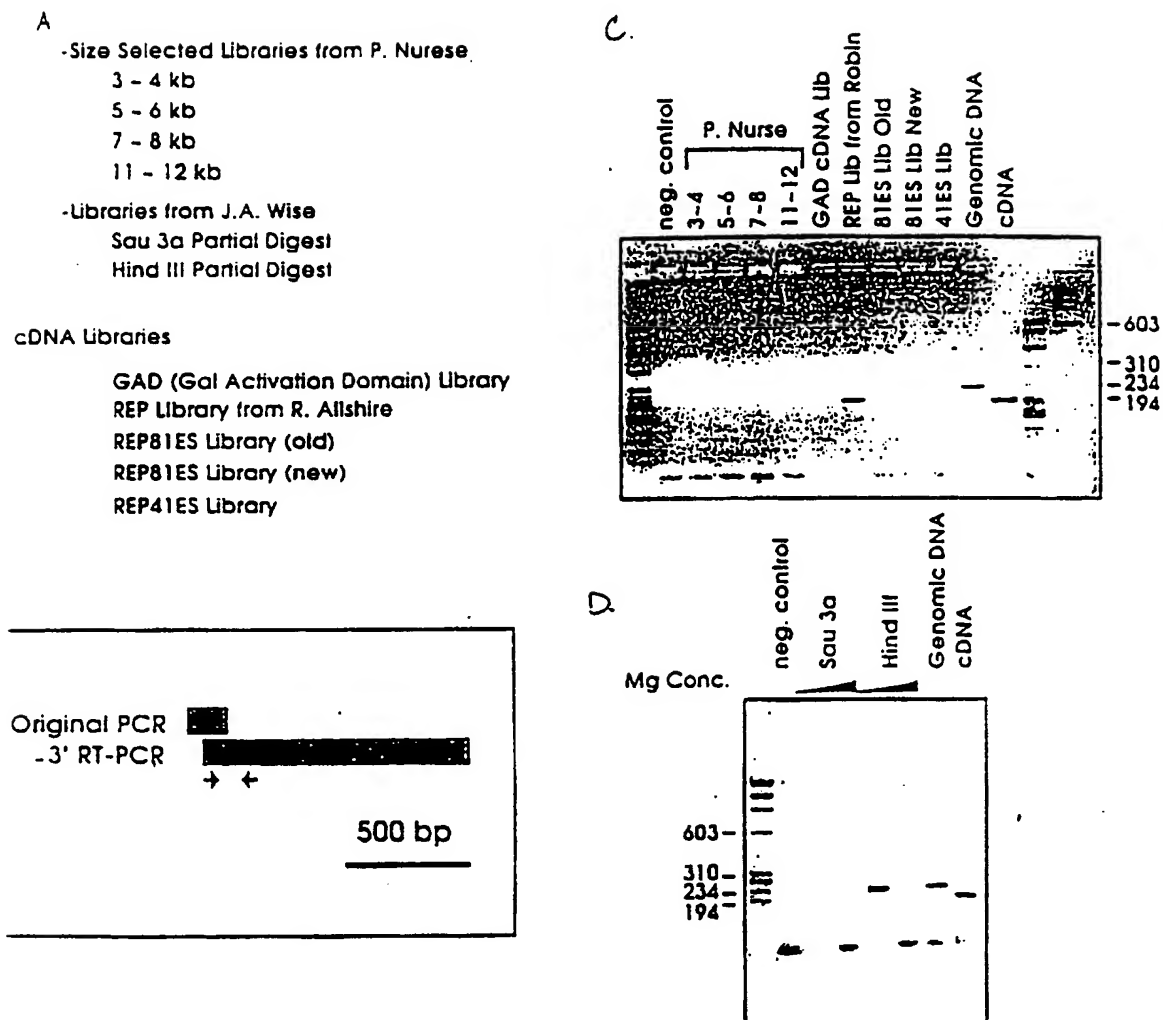 A
-Size Selected Libraries from P. Nurese
3 - 4 kb
5 - 6 kb
7 - 8 kb
11 - 12 kb
-Libraries from J.A. Wise
Sau 3a Partial Digest
Hind III Partial Digest
cDNA Libraries
GAD (Gal Activation Domain) Library
REP Library from R. Allshire
REP81ES Library (old)
REP81ES Library (new)
REP41ES Library
Original PCR
-3' RT-PCR
500 bp
C.
neg. control
P. Nurse
3-4
5-6
7-8
11-12
GAD cDNA Lib
REP Lib from Robin
81ES Lib Old
81ES Lib New
41ES Lib
Genomic DNA
cDNA
603
310
234
194
D.
neg. control
Sau 3a
Hind III
Genomic DNA
cDNA
Mg Conc.
603
310
234
194